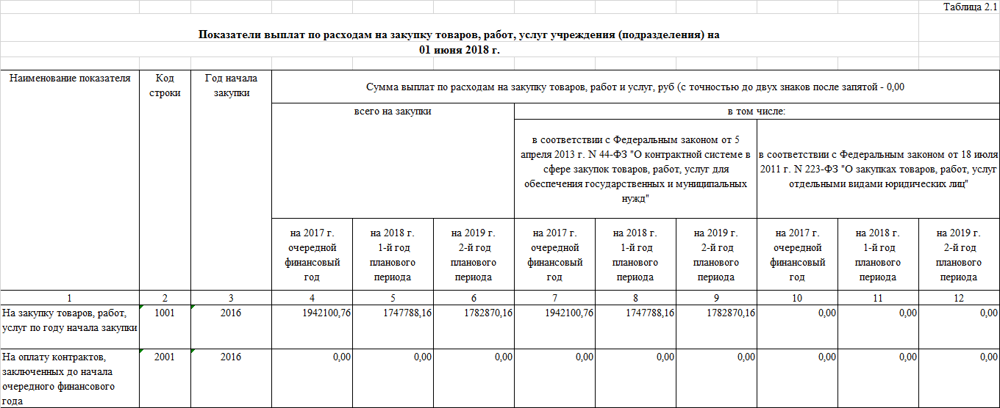 Таблица 2.1
Показатели выплат по расходам на закупку товаров, работ, услуг учреждения (подразделения) на
01 июня 2018 г.
Наименование показателя
Код
строки
Год начала
закупки
Сумма выплат по расходам на закупку товаров, работ и услуг, руб (с точностью до двух знаков после запятой - 0,00
всего на закупки
в том числе:
в соответствии с Федеральным законом от 5
апреля 2013 г. N 44-ФЗ "О контрактной системе в
сфере закупок товаров, работ, услуг для
обеспечения государственных и муниципальных
нужд"
в соответствии с Федеральным законом от 18 июля
2011 г. N 223-ФЗ "О закупках товаров, работ, услуг
отдельными видами юридических лиц"
на 2017 г.
очередной
финансовый
год
на 2018 г.
1-й год
планового
периода
на 2019 г.
2-й год
планового
периода
на 2017 г.
очередной
финансовый
год
на 2018 г.
1-й год
планового
периода
на 2019 г.
2-й год
планового
периода
на 2017 г.
очередной
финансовый
год
на 2018 г.
1-й год
планового
периода
на 2019 г.
2-й год
планового
периода
1 2 3 4 5 6 7 8 9 10 11 12
На закупку товаров, работ, 1001 2016 1942100,76 1747788,16 1782870,16 1942100,76 1747788,16 1782870,16 0,00 0,00 0,00
услуг по году начала закупки
На оплату контрактов, 2001 2016 0,00 0,00 0,00 0,00 0,00 0,00 0,00 0,00 0,00
заключенных до начала
очередного финансового
года